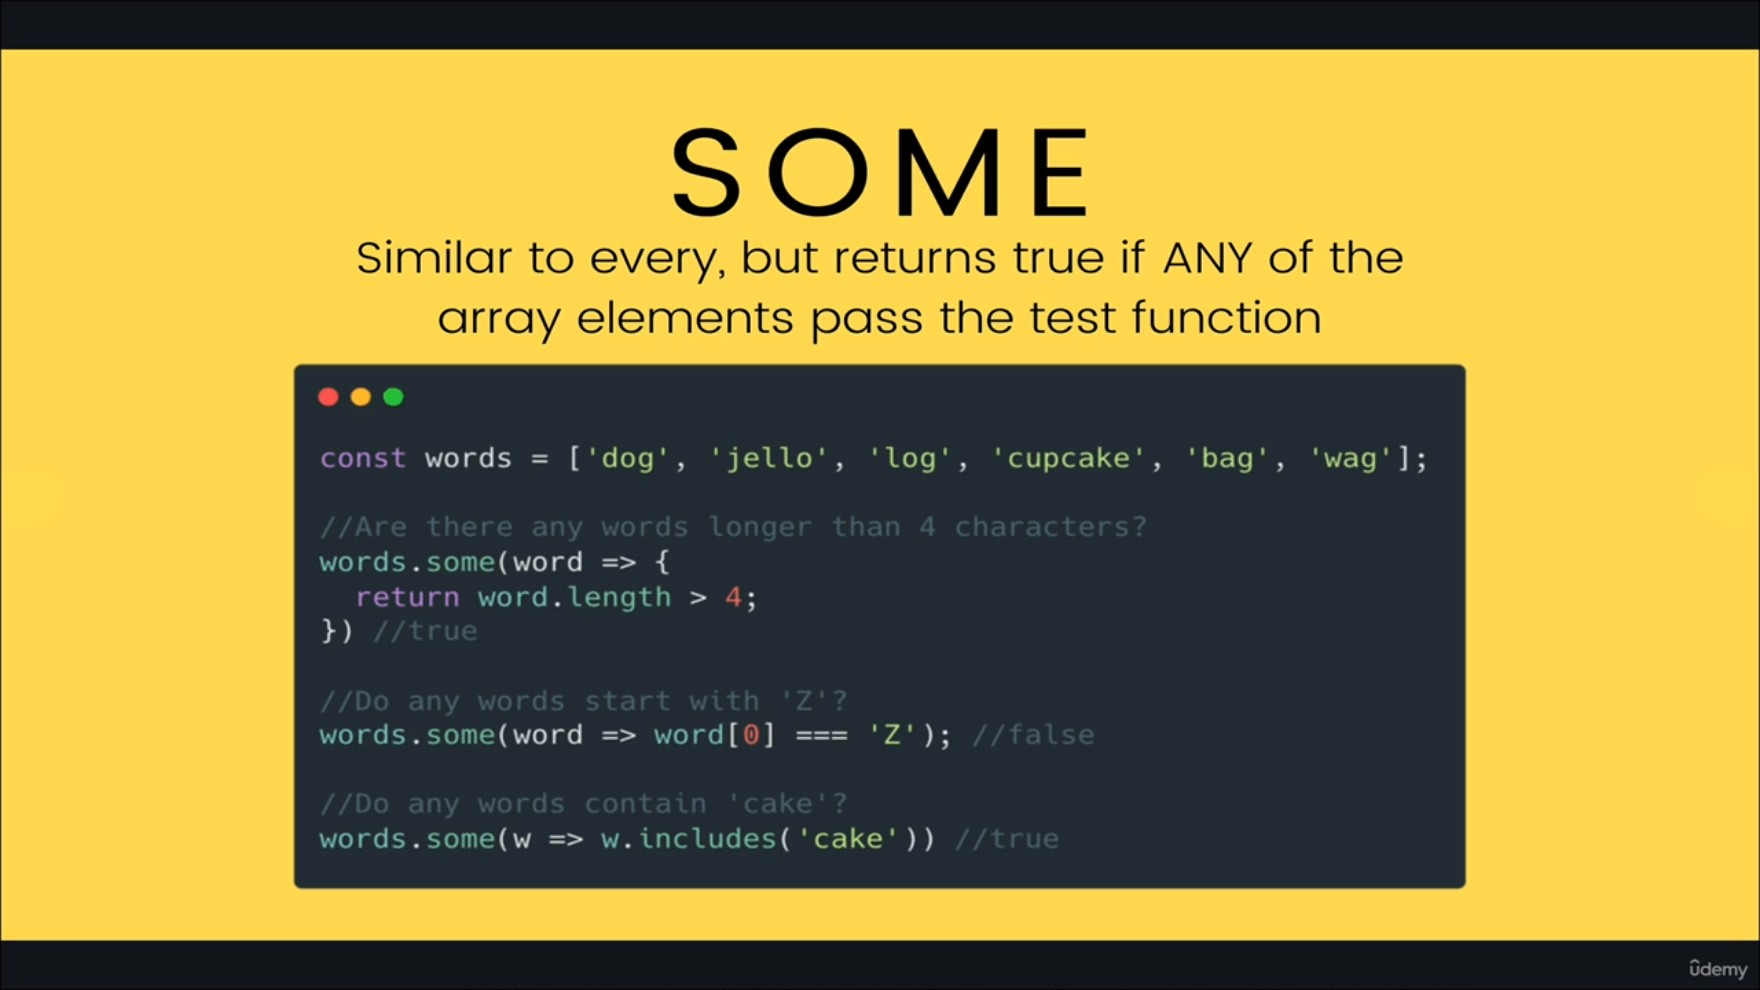 SOME
Similar to every, but returns true if ANY of the
array elements pass the test function
const words = ['dog', 'jello', 'log', 'cupcake', 'bag', 'wag'];
//Are there any words longer than 4 characters?
words.some(word => {
  return word.length > 4;
}) //true
//Do any words start with 'Z'?
words.some(word => word[0] === 'Z'); //false
//Do any words contain 'cake'?
words.some(w => w.includes('cake')) //true
ûdemy